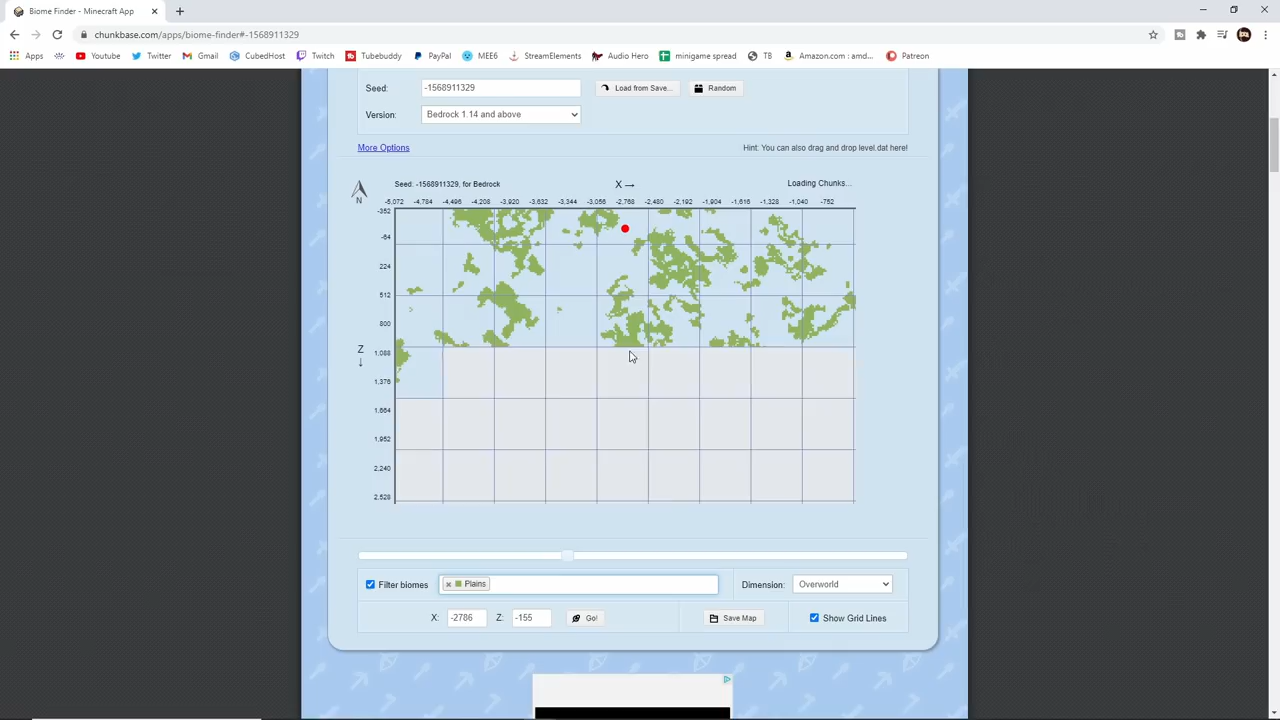 Biome Finder - Minecraft App
chunkbase.com/apps/biome-finder#-1568911329
Apps Youtube Twitter Gmail CubedHost Twitch Tubebuddy PayPal MEE6 StreamElements Audio Hero minigame spread TB Amazon.com : amd... Patreon
Seed: -1568911329 Load from Save... Random
Version: Bedrock 1.14 and above
More Options Hint: You can also drag and drop level.dat here!
Seed: -1568911329, for Bedrock X → Loading Chunks...
N
-5,072 -4,784 -4,496 -4,208 -3,920 -3,632 -3,344 -3,056 -2,768 -2,480 -2,192 -1,904 -1,616 -1,328 -1,040 -752
-352
-64
224
512
800
Z
1,088
1,376
1,664
1,952
2,240
2,528
Filter biomes × Plains Dimension: Overworld
X: -2786 Z: -155 Go! Save Map Show Grid Lines